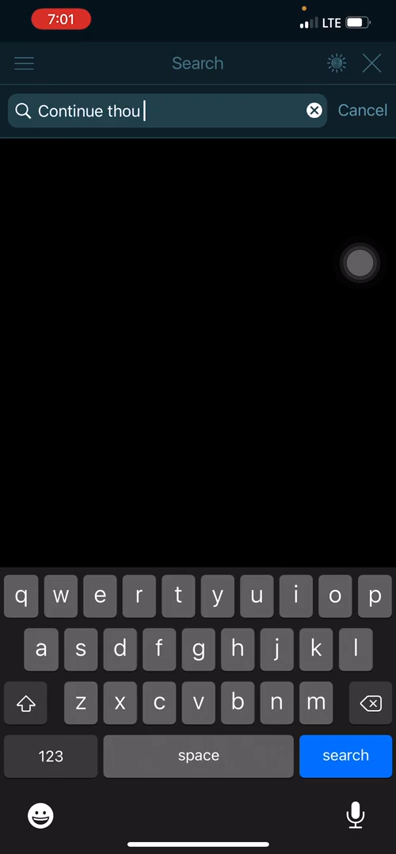 7:01
LTE
Search
Continue thou
Cancel
q w e r t y u i o p
a s d f g h j k l
z x c v b n m
123 space search